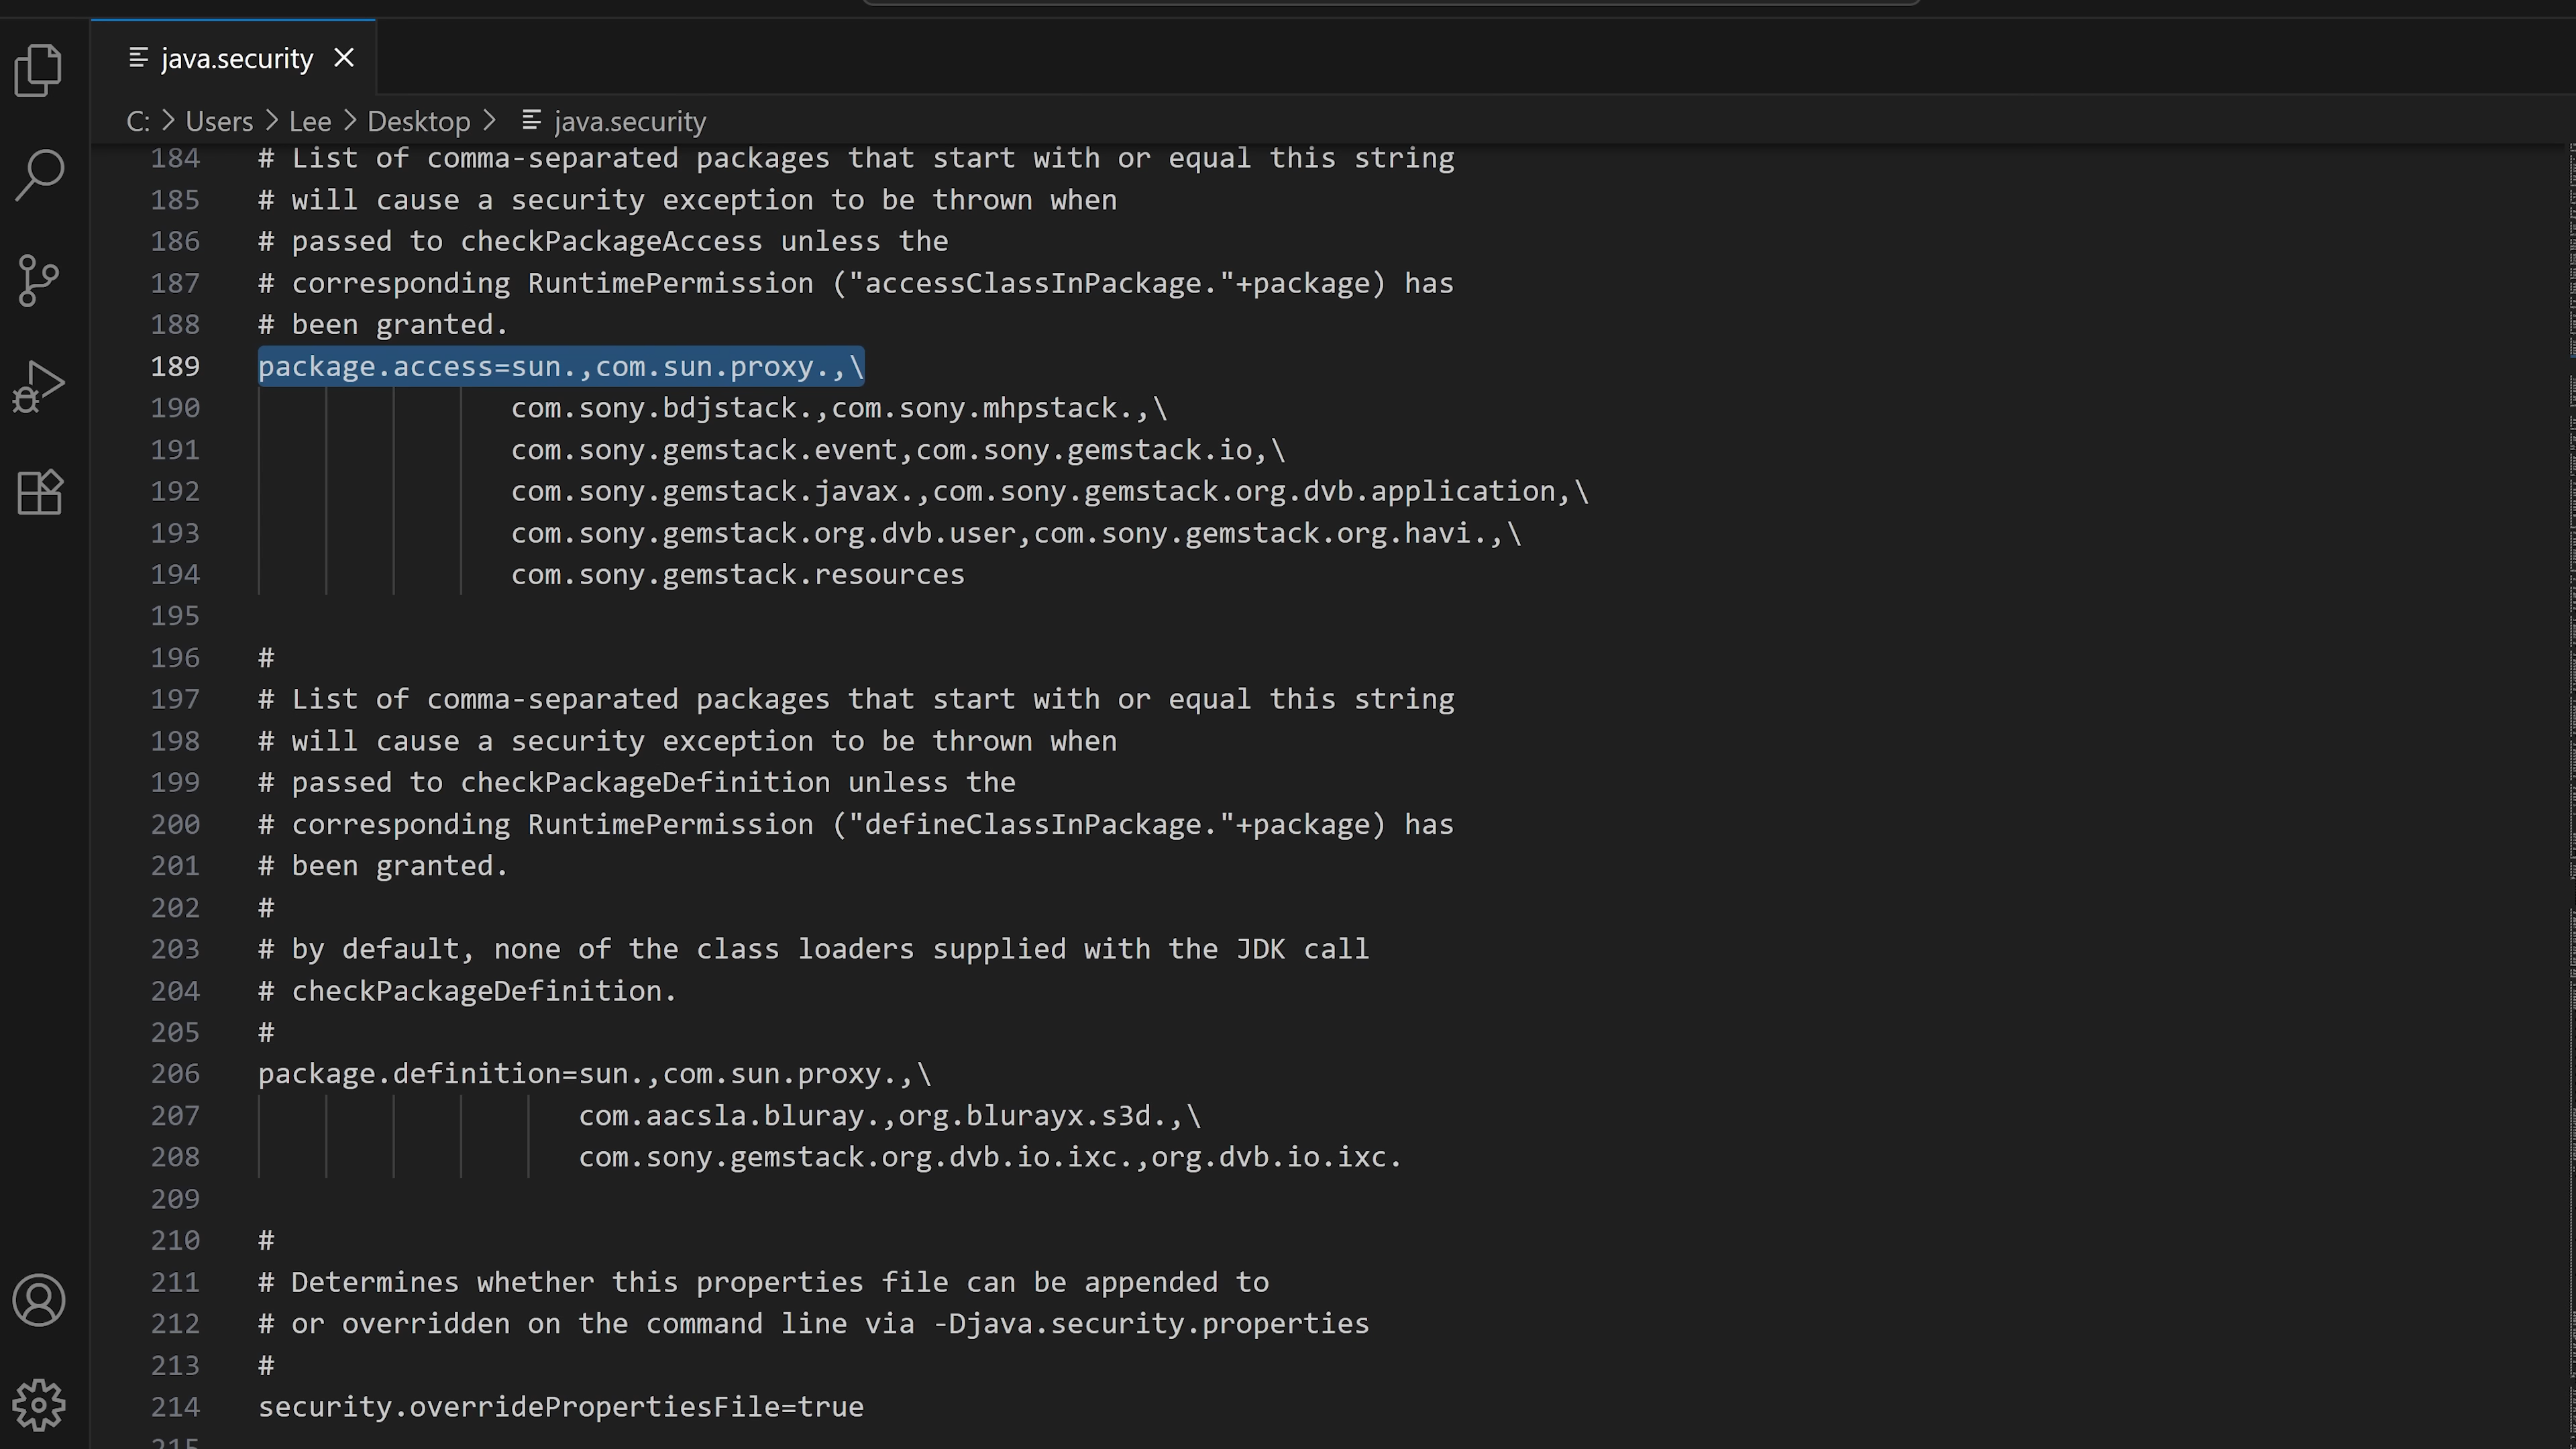 java.security
C: > Users > Lee > Desktop > java.security
184 # List of comma-separated packages that start with or equal this string
185 # will cause a security exception to be thrown when
186 # passed to checkPackageAccess unless the
187 # corresponding RuntimePermission ("accessClassInPackage."+package) has
188 # been granted.
189 package.access=sun.,com.sun.proxy.,\
190 com.sony.bdjstack.,com.sony.mhpstack.,\
191 com.sony.gemstack.event,com.sony.gemstack.io,\
192 com.sony.gemstack.javax.,com.sony.gemstack.org.dvb.application,\
193 com.sony.gemstack.org.dvb.user,com.sony.gemstack.org.havi.,\
194 com.sony.gemstack.resources
195
196 #
197 # List of comma-separated packages that start with or equal this string
198 # will cause a security exception to be thrown when
199 # passed to checkPackageDefinition unless the
200 # corresponding RuntimePermission ("defineClassInPackage."+package) has
201 # been granted.
202 #
203 # by default, none of the class loaders supplied with the JDK call
204 # checkPackageDefinition.
205 #
206 package.definition=sun.,com.sun.proxy.,\
207 com.aacsla.bluray.,org.blurayx.s3d.,\
208 com.sony.gemstack.org.dvb.io.ixc.,org.dvb.io.ixc.
209
210 #
211 # Determines whether this properties file can be appended to
212 # or overridden on the command line via -Djava.security.properties
213 #
214 security.overridePropertiesFile=true
215